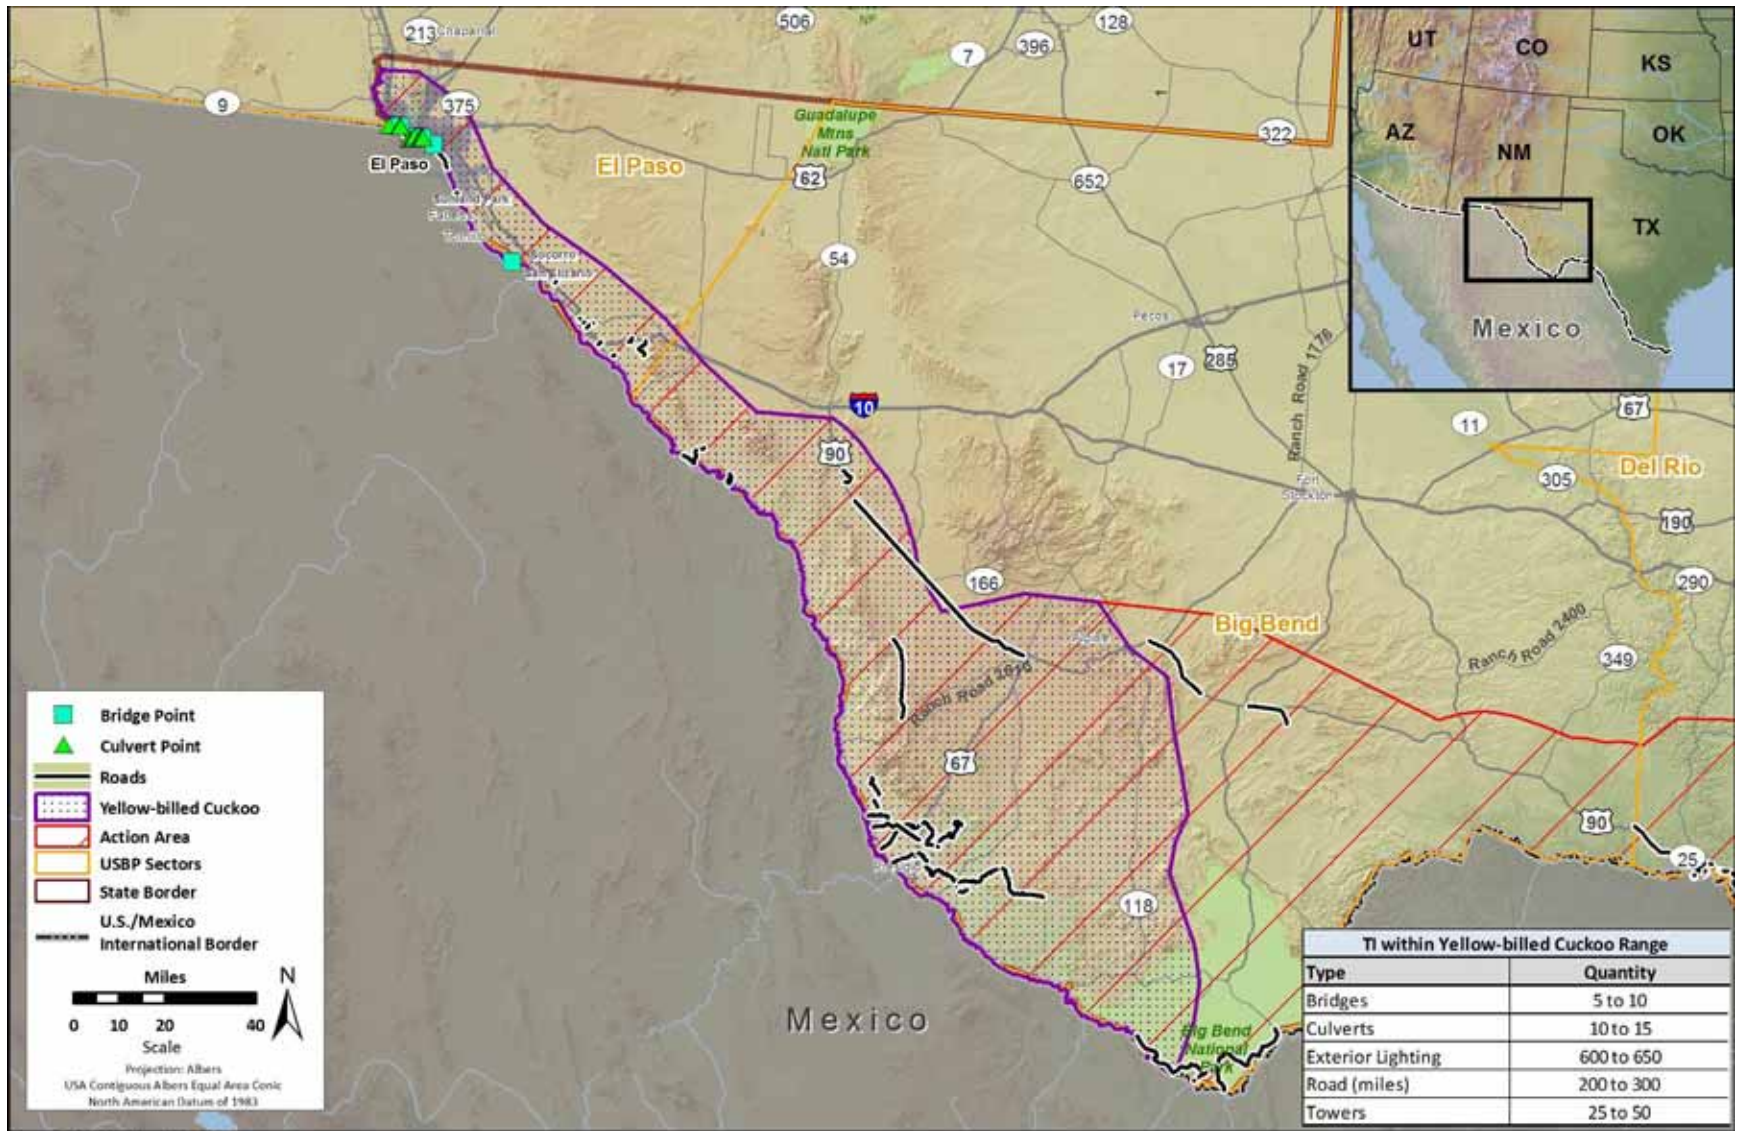 213
Chaparral
506
128
7
396
9
375
322
Guadalupe
Mtns
Natl Park
El Paso
El Paso
62
652
Sunland Park
54
Socorro
San Elizario
Pecos
17
285
Ranch Road 1776
10
90
Fort
Stockton
67
11
Del Rio
305
190
166
290
Big Bend
Alpine
Ranch Road 2400
349
Ranch Road 2810
67
90
25
118
Big Bend
National
Park
Mexico
UT
CO
KS
AZ
NM
OK
TX
Mexico
Bridge Point
Culvert Point
Roads
Yellow-billed Cuckoo
Action Area
USBP Sectors
State Border
U.S./Mexico
International Border
Miles
N
0 10 20 40
Scale
Projection: Albers
USA Contiguous Albers Equal Area Conic
North American Datum of 1983
TI within Yellow-billed Cuckoo Range
Type Quantity
Bridges 5 to 10
Culverts 10 to 15
Exterior Lighting 600 to 650
Road (miles) 200 to 300
Towers 25 to 50